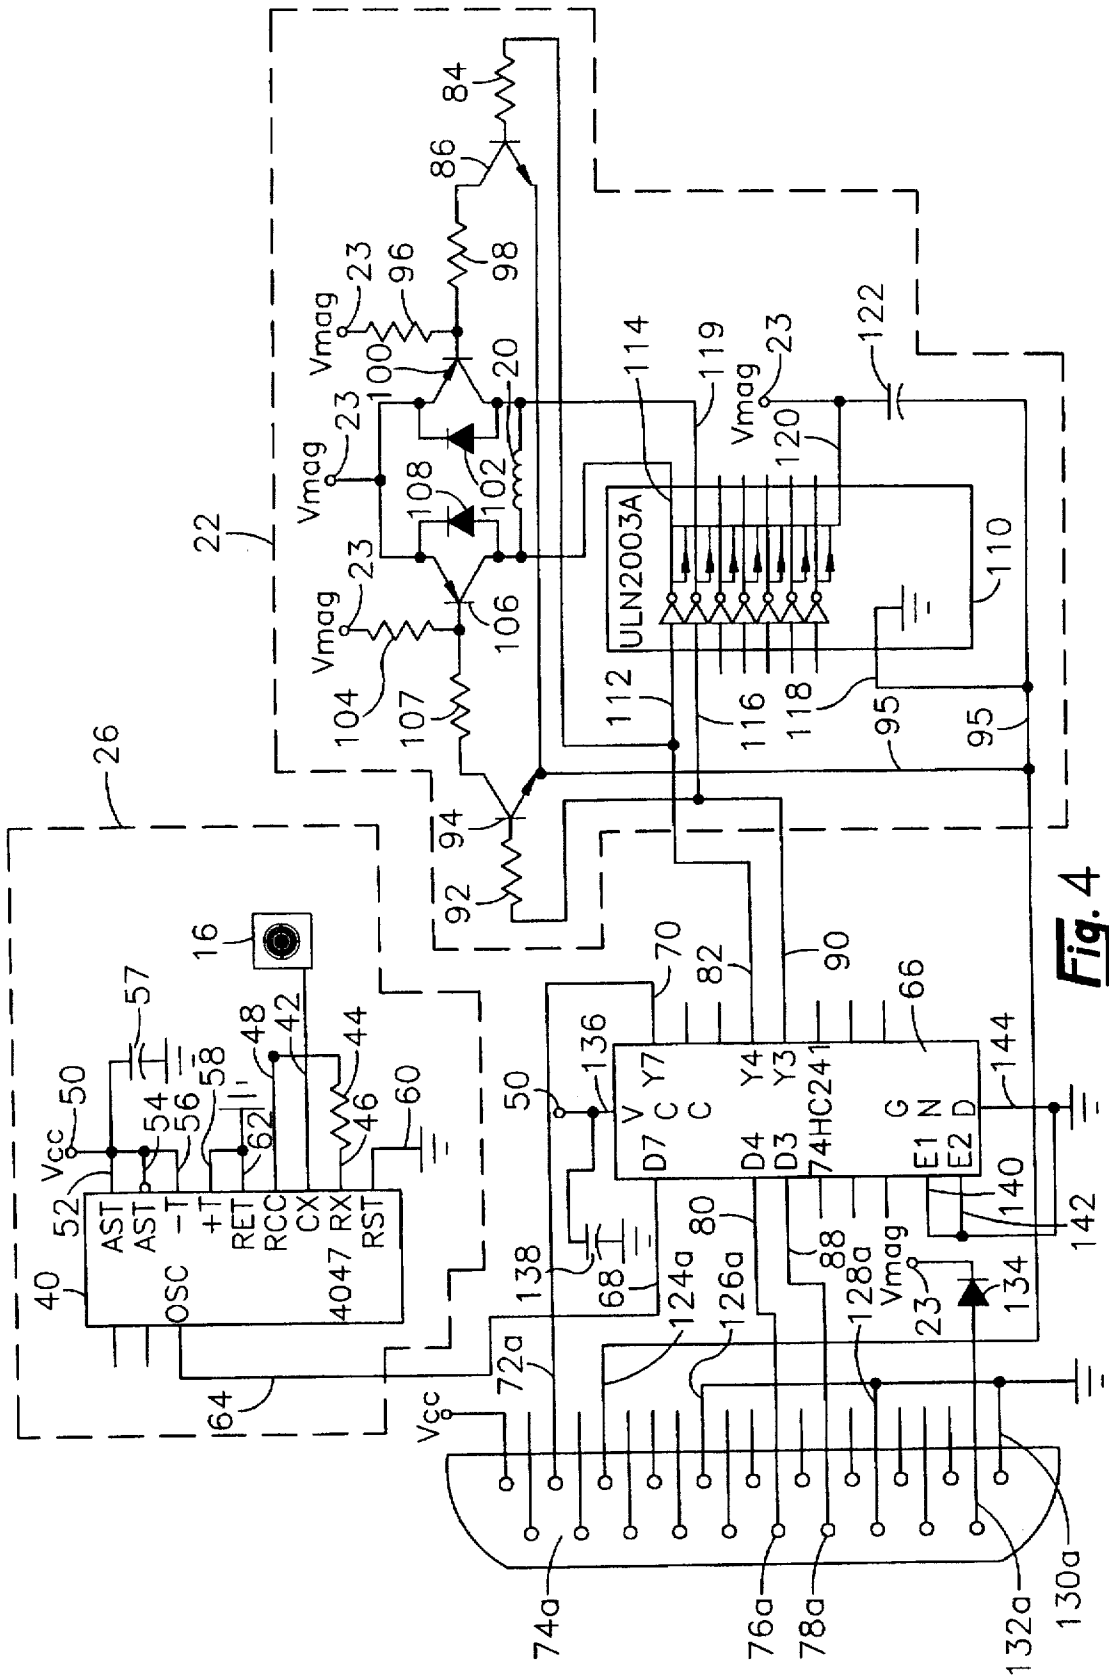 26
40
52
Vcc
50
57
54
56
58
62
48
42
16
44
46
60
AST
AST
-T
+T
RET
RCC
CX
RX
RST
OSC
4047
64
22
Vmag
23
104
107
94
92
106
108
102
20
Vmag
23
100
Vmag
23
96
98
86
84
112
116
118
95
95
ULN2003A
110
114
119
120
Vmag
23
122
70
82
90
66
50
136
138
68
80
88
V
C
C
D7
Y7
D4
Y4
D3
Y3
74HC241
G
N
D
E1
E2
140
142
144
Vcc
72a
74a
124a
126a
76a
78a
128a
Vmag
23
134
132a
130a
Fig. 4